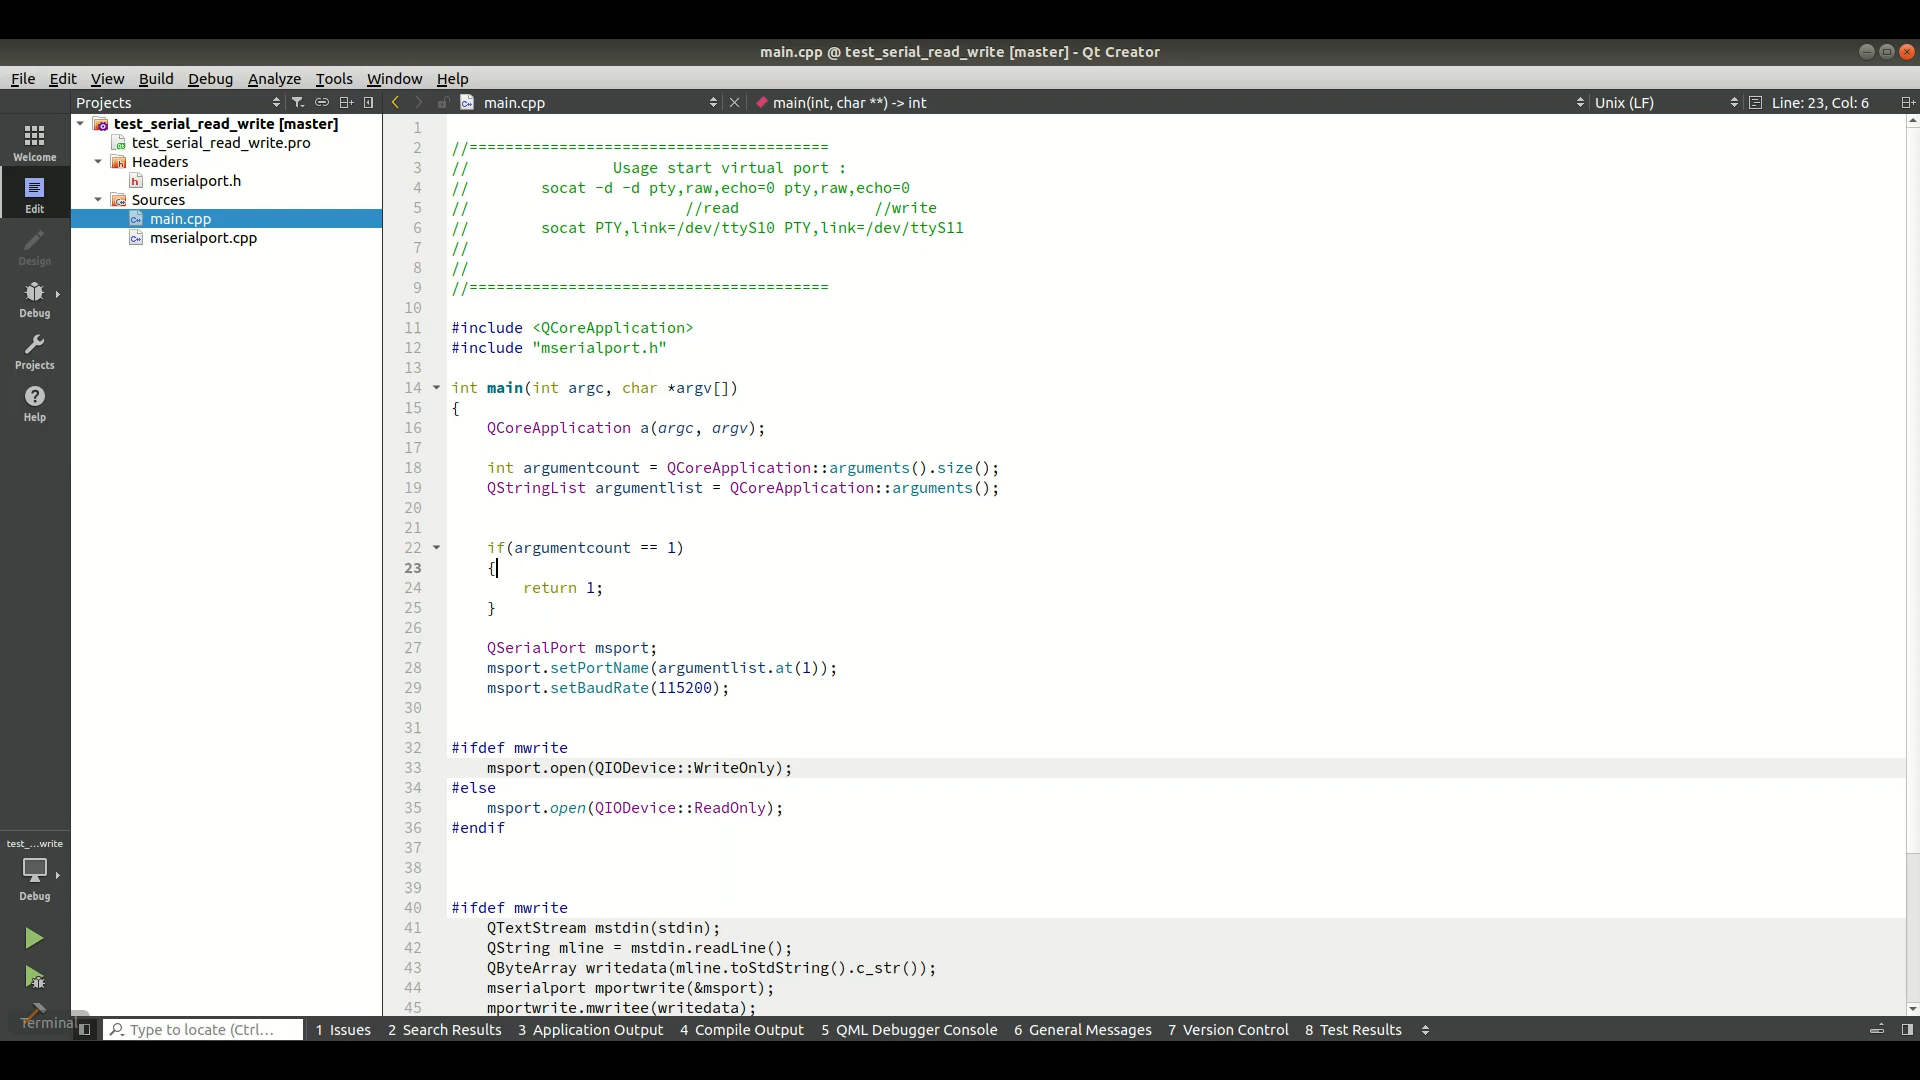 main.cpp @ test_serial_read_write [master] - Qt Creator
File Edit View Build Debug Analyze Tools Window Help
Projects
main.cpp
main(int, char **) -> int
Unix (LF)
Line: 23, Col: 6
Welcome
Edit
Design
Debug
Projects
Help
test_...write
Debug
Terminal
test_serial_read_write [master]
test_serial_read_write.pro
Headers
mserialport.h
Sources
main.cpp
mserialport.cpp
1
2 //========================================
3 // Usage start virtual port :
4 // socat -d -d pty,raw,echo=0 pty,raw,echo=0
5 // //read //write
6 // socat PTY,link=/dev/ttyS10 PTY,link=/dev/ttyS11
7 //
8 //
9 //========================================
10
11 #include <QCoreApplication>
12 #include "mserialport.h"
13
14 int main(int argc, char *argv[])
15 {
16 QCoreApplication a(argc, argv);
17
18 int argumentcount = QCoreApplication::arguments().size();
19 QStringList argumentlist = QCoreApplication::arguments();
20
21
22 if(argumentcount == 1)
23 {
24 return 1;
25 }
26
27 QSerialPort msport;
28 msport.setPortName(argumentlist.at(1));
29 msport.setBaudRate(115200);
30
31
32 #ifdef mwrite
33 msport.open(QIODevice::WriteOnly);
34 #else
35 msport.open(QIODevice::ReadOnly);
36 #endif
37
38
39
40 #ifdef mwrite
41 QTextStream mstdin(stdin);
42 QString mline = mstdin.readLine();
43 QByteArray writedata(mline.toStdString().c_str());
44 mserialport mportwrite(&msport);
45 mportwrite.mwritee(writedata);
Type to locate (Ctrl... 1 Issues 2 Search Results 3 Application Output 4 Compile Output 5 QML Debugger Console 6 General Messages 7 Version Control 8 Test Results